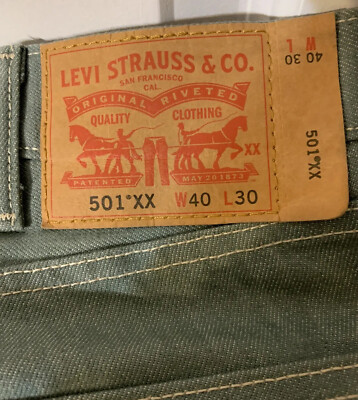 LEVI STRAUSS & CO.
SAN FRANCISCO
CAL.
ORIGINAL RIVETED
QUALITY CLOTHING
XX
PATENTED MAY 20 1873
501*XX W40 L30
W L
40 30
501*XX